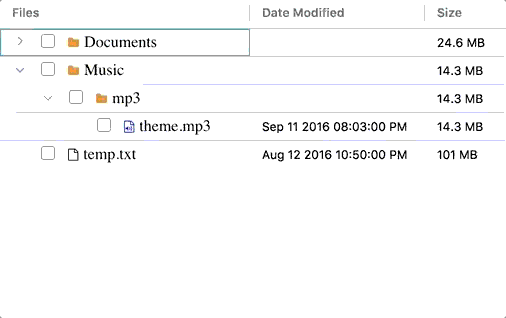 Files Date Modified Size
Documents 24.6 MB
Music 14.3 MB
mp3 14.3 MB
theme.mp3 Sep 11 2016 08:03:00 PM 14.3 MB
temp.txt Aug 12 2016 10:50:00 PM 101 MB